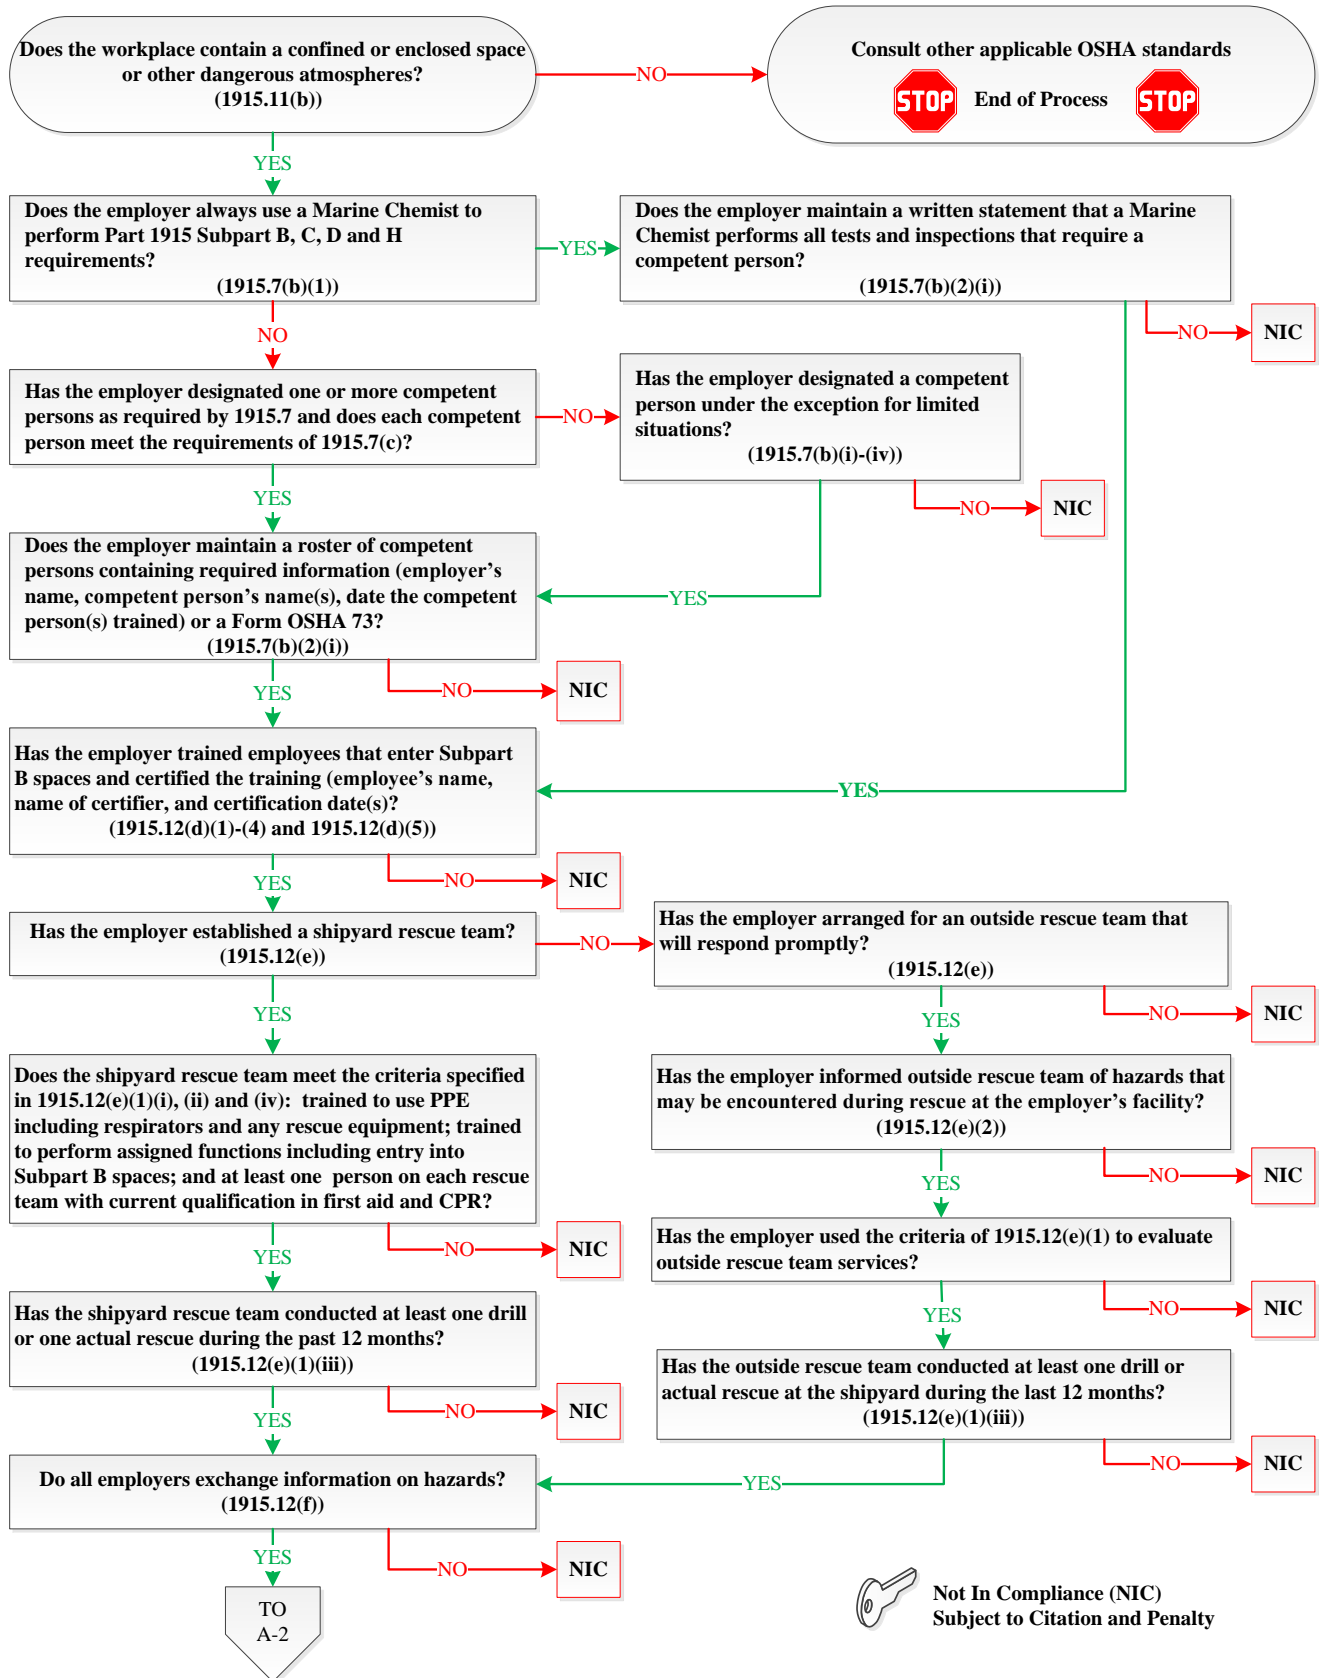 Does the workplace contain a confined or enclosed space
or other dangerous atmospheres?
(1915.11(b))
NO
Consult other applicable OSHA standards
STOP
End of Process
STOP
YES
Does the employer always use a Marine Chemist to
perform Part 1915 Subpart B, C, D and H
requirements?
(1915.7(b)(1))
YES
Does the employer maintain a written statement that a Marine
Chemist performs all tests and inspections that require a
competent person?
(1915.7(b)(2)(i))
NO
NIC
NO
Has the employer designated one or more competent
persons as required by 1915.7 and does each competent
person meet the requirements of 1915.7(c)?
NO
Has the employer designated a competent
person under the exception for limited
situations?
(1915.7(b)(i)-(iv))
NO
NIC
YES
YES
Does the employer maintain a roster of competent
persons containing required information (employer’s
name, competent person’s name(s), date the competent
person(s) trained) or a Form OSHA 73?
(1915.7(b)(2)(i))
NO
NIC
YES
Has the employer trained employees that enter Subpart
B spaces and certified the training (employee’s name,
name of certifier, and certification date(s)?
(1915.12(d)(1)-(4) and 1915.12(d)(5))
YES
NO
NIC
YES
Has the employer established a shipyard rescue team?
(1915.12(e))
NO
Has the employer arranged for an outside rescue team that
will respond promptly?
(1915.12(e))
NO
NIC
YES
YES
Does the shipyard rescue team meet the criteria specified
in 1915.12(e)(1)(i), (ii) and (iv): trained to use PPE
including respirators and any rescue equipment; trained
to perform assigned functions including entry into
Subpart B spaces; and at least one person on each rescue
team with current qualification in first aid and CPR?
NO
NIC
YES
Has the employer informed outside rescue team of hazards that
may be encountered during rescue at the employer’s facility?
(1915.12(e)(2))
NO
NIC
YES
Has the employer used the criteria of 1915.12(e)(1) to evaluate
outside rescue team services?
NO
NIC
YES
Has the shipyard rescue team conducted at least one drill
or one actual rescue during the past 12 months?
(1915.12(e)(1)(iii))
NO
NIC
YES
Has the outside rescue team conducted at least one drill or
actual rescue at the shipyard during the last 12 months?
(1915.12(e)(1)(iii))
NO
NIC
YES
Do all employers exchange information on hazards?
(1915.12(f))
NO
NIC
YES
TO
A-2
Not In Compliance (NIC)
Subject to Citation and Penalty